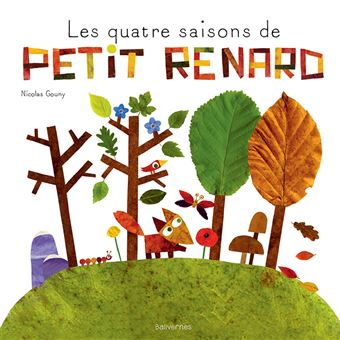 Les quatre saisons de
PETIT RENARD
Nicolas Gouny
Balivernes